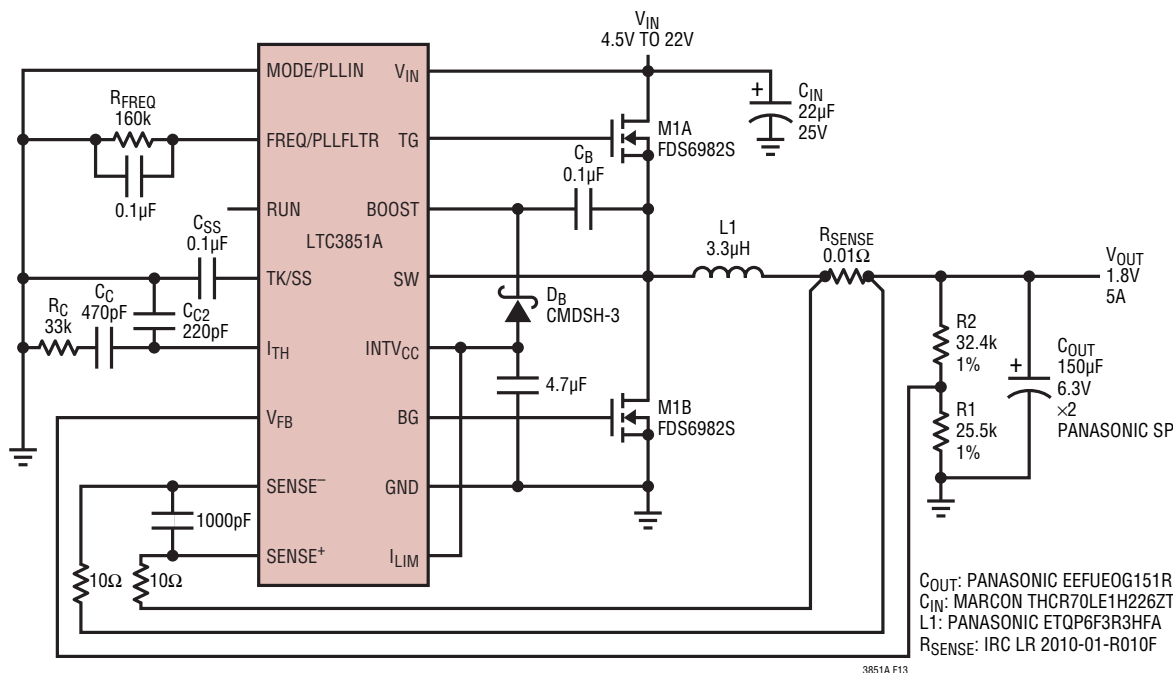 VIN
4.5V TO 22V
MODE/PLLIN
VIN
+
CIN
22µF
25V
RFREQ
160k
FREQ/PLLFLTR
TG
M1A
FDS6982S
0.1µF
CB
0.1µF
RUN
BOOST
LTC3851A
CSS
0.1µF
TK/SS
SW
L1
3.3µH
RSENSE
0.01Ω
VOUT
1.8V
5A
RC
33k
CC
470pF
CC2
220pF
DB
CMDSH-3
ITH
INTVCC
4.7µF
R2
32.4k
1%
+
COUT
150µF
6.3V
×2
PANASONIC SP
VFB
BG
M1B
FDS6982S
R1
25.5k
1%
SENSE–
GND
1000pF
SENSE+
ILIM
10Ω
10Ω
COUT: PANASONIC EEFUEOG151R
CIN: MARCON THCR70LE1H226ZT
L1: PANASONIC ETQP6F3R3HFA
RSENSE: IRC LR 2010-01-R010F
3851A F13